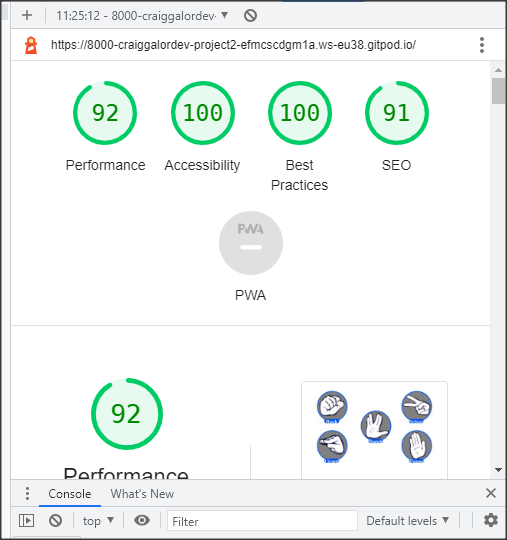 11:25:12 - 8000-craiggalordev-
https://8000-craiggalordev-project2-efmcscdgm1a.ws-eu38.gitpod.io/
92 100 100 91
Performance Accessibility Best Practices SEO
PWA
PWA
92
Performance
Console What's New
top Filter Default levels